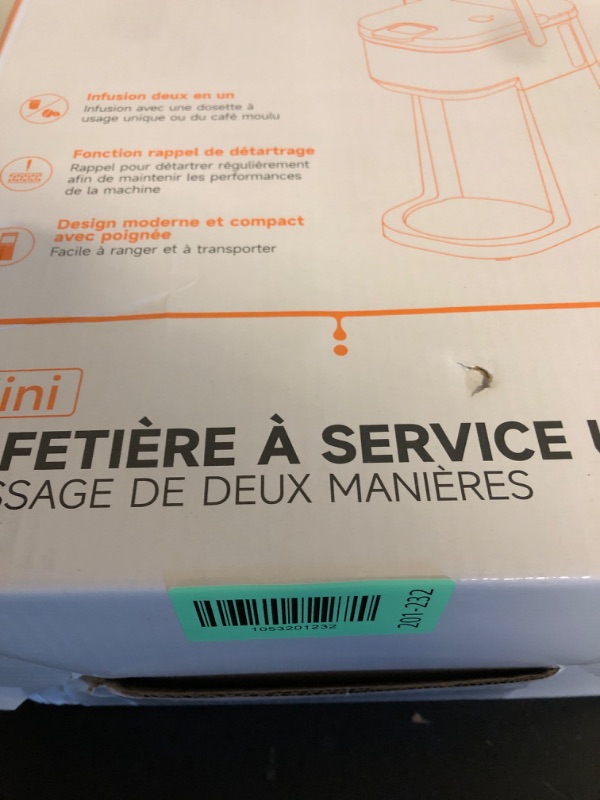 Infusion deux en un
Infusion avec une dosette à
usage unique ou du café moulu
Fonction rappel de détartrage
Rappel pour détartrer régulièrement
afin de maintenir les performances
de la machine
Design moderne et compact
avec poignée
Facile à ranger et à transporter
ini
FETIÈRE À SERVICE U
SSAGE DE DEUX MANIÈRES
1053201232
201-232